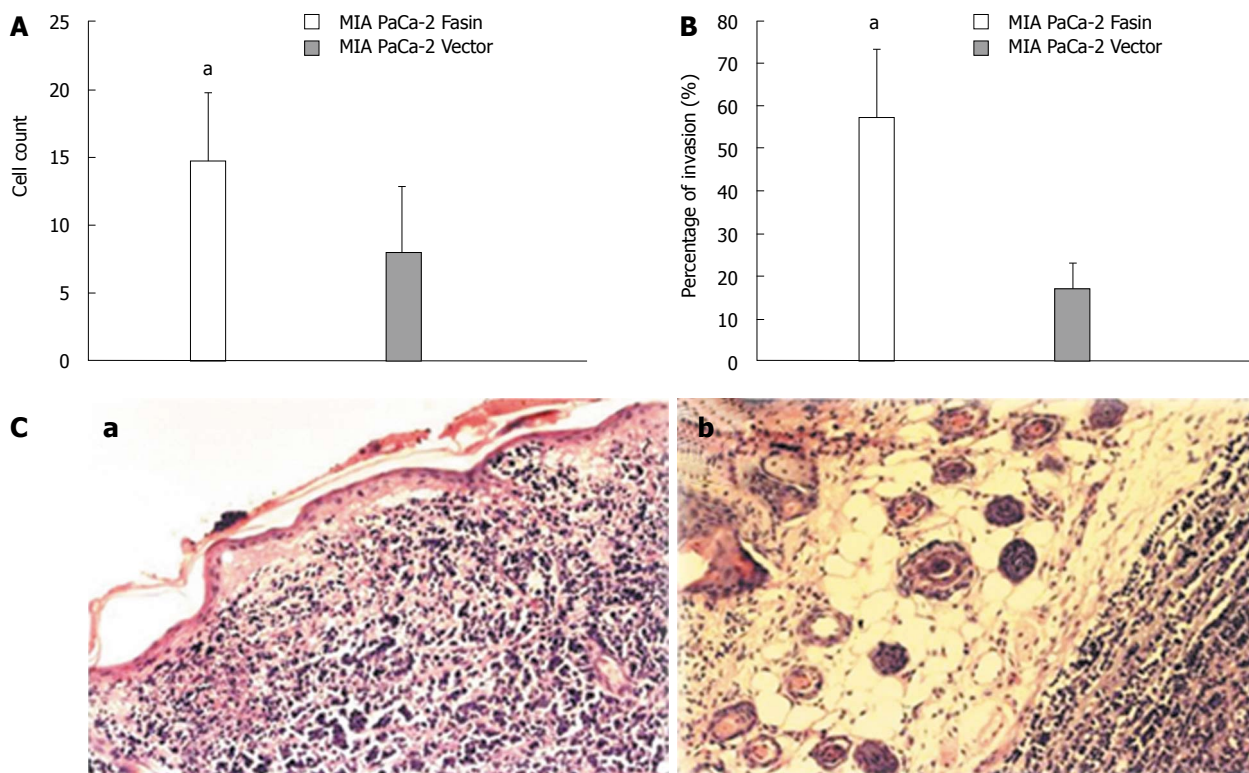 A
25
20
15
10
5
0
Cell count
a
MIA PaCa-2 Fasin
MIA PaCa-2 Vector
B
80
70
60
50
40
30
20
10
0
Percentage of invasion (%)
a
MIA PaCa-2 Fasin
MIA PaCa-2 Vector
C
a
b